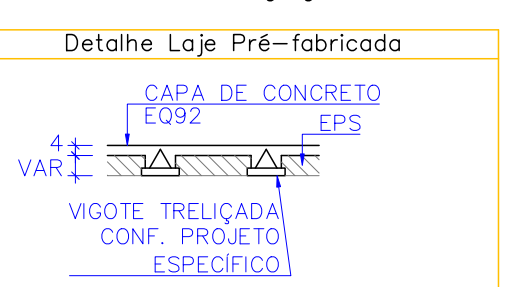 Detalhe Laje Pré-fabricada
CAPA DE CONCRETO
EQ92
EPS
4
VAR
VIGOTE TRELIÇADA
CONF. PROJETO
ESPECÍFICO